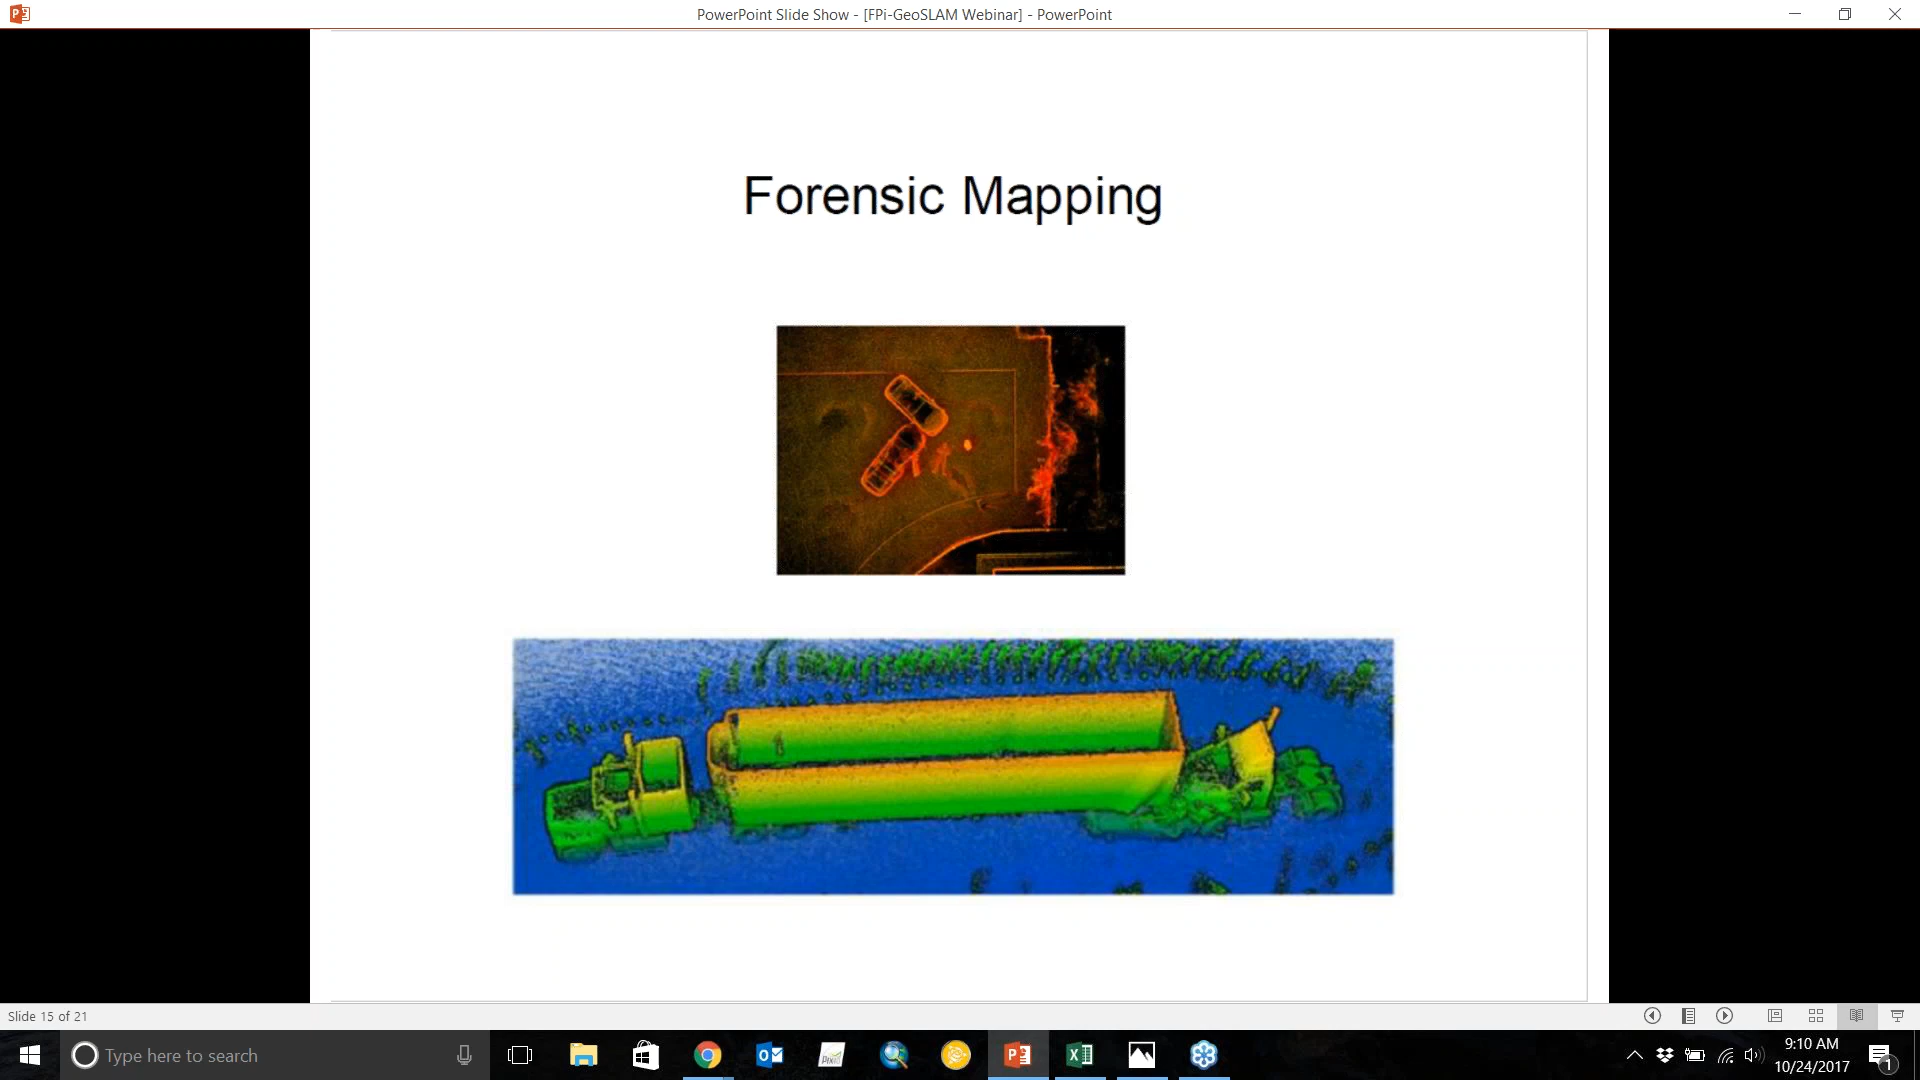 PowerPoint Slide Show - [FPi-GeoSLAM Webinar] - PowerPoint
Forensic Mapping
Slide 15 of 21
Type here to search
9:10 AM
10/24/2017
1